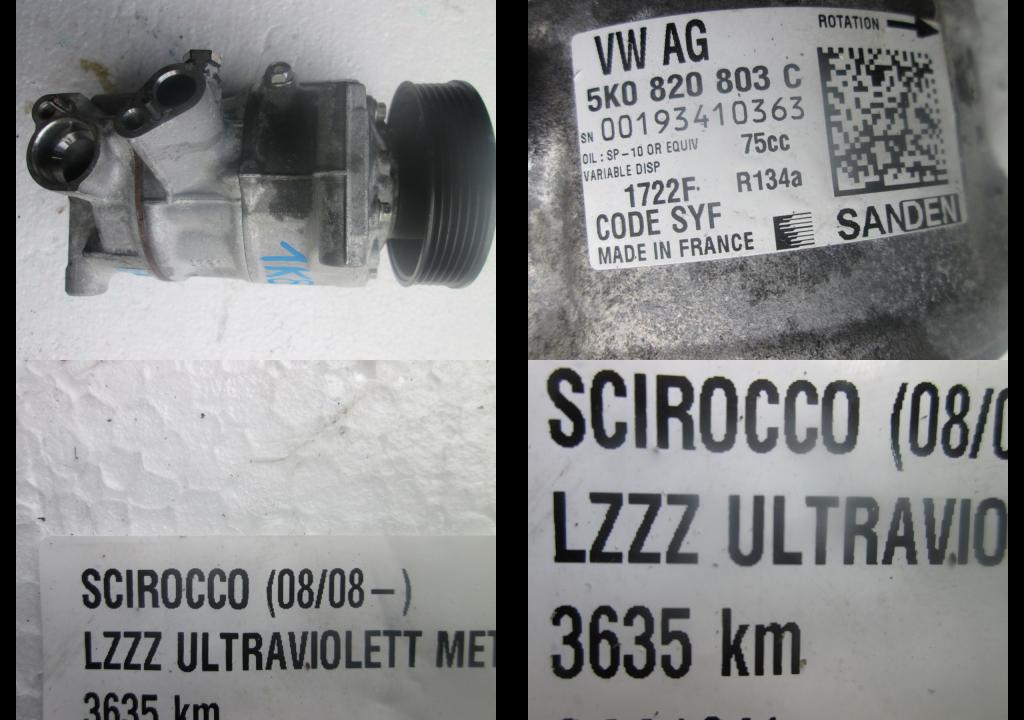 1K8
ROTATION
VW AG
5K0 820 803 C
SN 00193410363
OIL : SP-10 OR EQUIV 75cc
VARIABLE DISP
1722F R134a
CODE SYF
MADE IN FRANCE SANDEN
SCIROCCO (08/08-)
LZZZ ULTRAVIOLETT MET
3635 km
SCIROCCO (08/0
LZZZ ULTRAVIO
3635 km